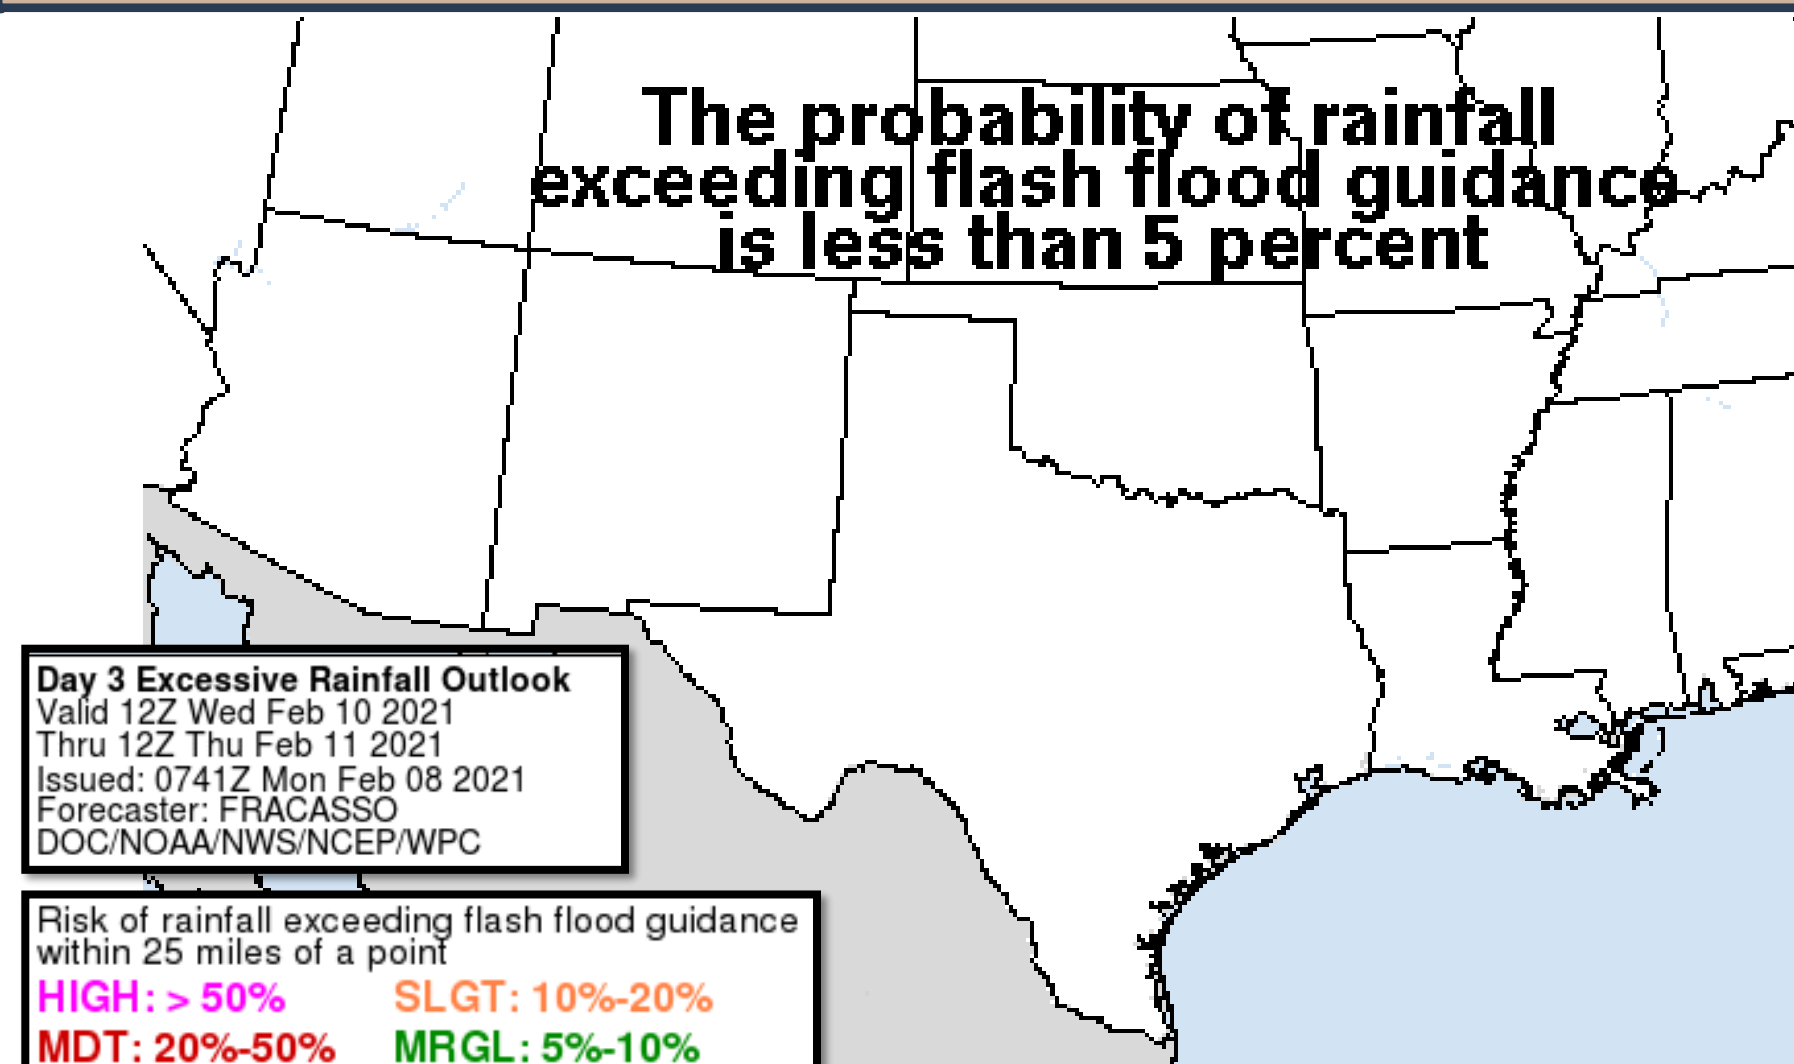 The probability of rainfall
exceeding flash flood guidance
is less than 5 percent
Day 3 Excessive Rainfall Outlook
Valid 12Z Wed Feb 10 2021
Thru 12Z Thu Feb 11 2021
Issued: 0741Z Mon Feb 08 2021
Forecaster: FRACASSO
DOC/NOAA/NWS/NCEP/WPC
Risk of rainfall exceeding flash flood guidance
within 25 miles of a point
HIGH: > 50% SLGT: 10%-20%
MDT: 20%-50% MRGL: 5%-10%